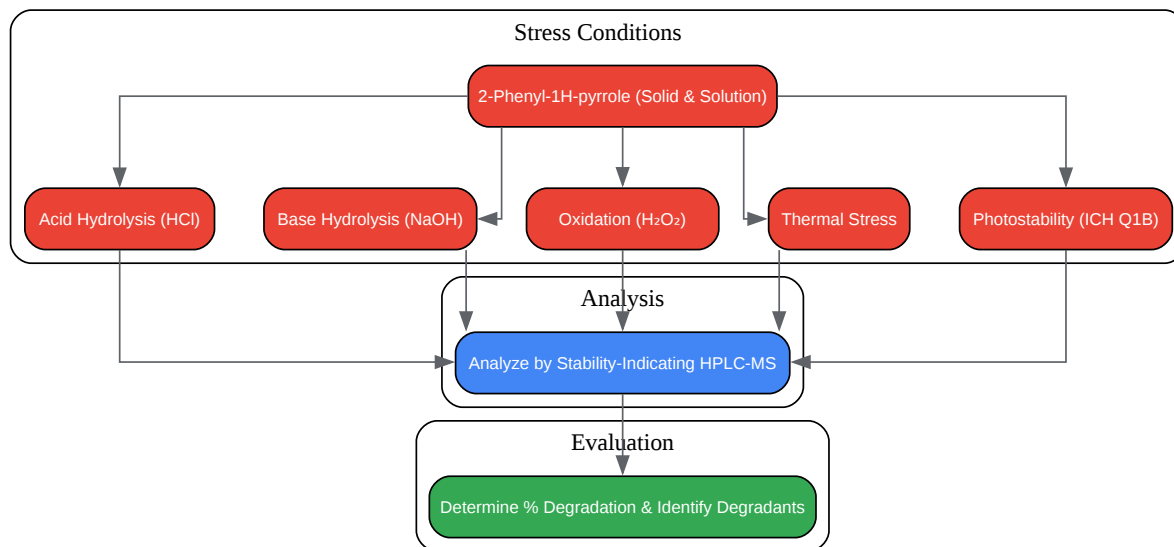 Stress Conditions
2-Phenyl-1H-pyrrole (Solid & Solution)
Acid Hydrolysis (HCl)
Base Hydrolysis (NaOH)
Oxidation (H₂O₂)
Thermal Stress
Photostability (ICH Q1B)
Analysis
Analyze by Stability-Indicating HPLC-MS
Evaluation
Determine % Degradation & Identify Degradants